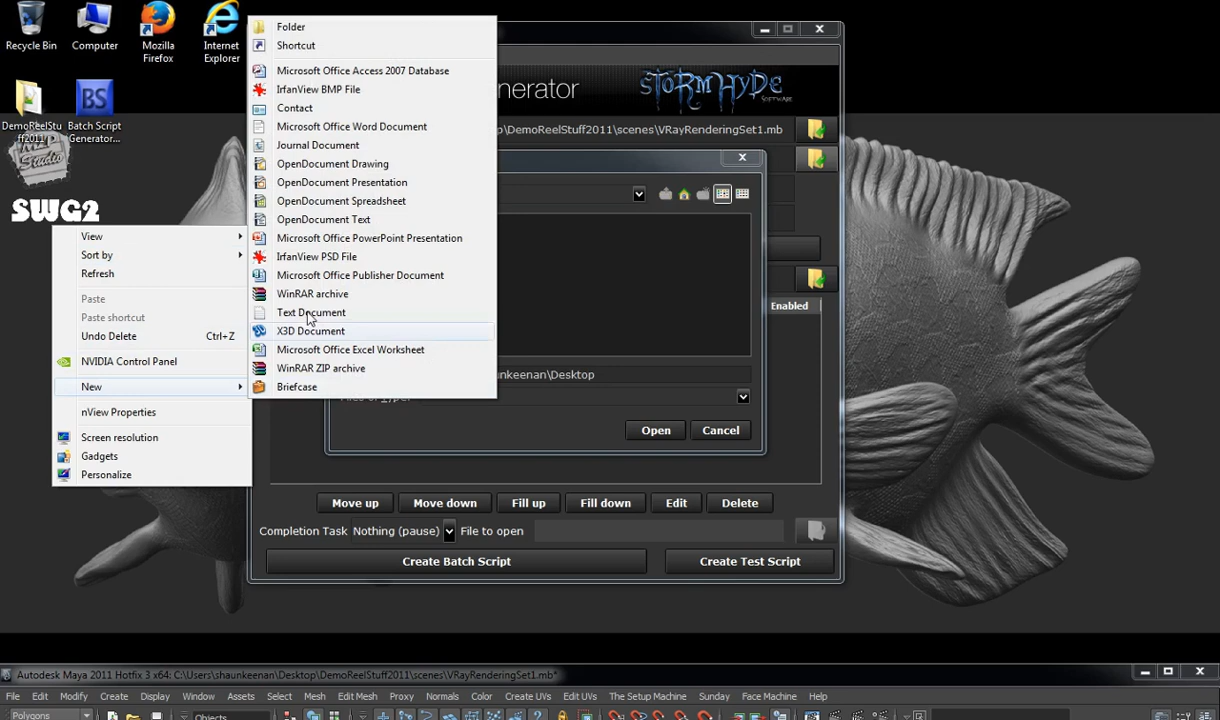 Recycle Bin
Computer
Mozilla
Firefox
Internet
Explorer
DemoReelStu
ff2011
BS
Batch Script
Generator...
Studio
SWG2
View
Sort by
Refresh
Paste
Paste shortcut
Undo Delete Ctrl+Z
NVIDIA Control Panel
New
nView Properties
Screen resolution
Gadgets
Personalize
Folder
Shortcut
Microsoft Office Access 2007 Database
IrfanView BMP File
Contact
Microsoft Office Word Document
Journal Document
OpenDocument Drawing
OpenDocument Presentation
OpenDocument Spreadsheet
OpenDocument Text
Microsoft Office PowerPoint Presentation
IrfanView PSD File
Microsoft Office Publisher Document
WinRAR archive
Text Document
X3D Document
Microsoft Office Excel Worksheet
WinRAR ZIP archive
Briefcase
nerator
STORMHYDE
SOFTWARE
p\DemoReelStuff2011\scenes\VRayRenderingSet1.mb
Enabled
unkeenan\Desktop
Open Cancel
Move up Move down Fill up Fill down Edit Delete
Completion Task Nothing (pause) File to open
Create Batch Script Create Test Script
Autodesk Maya 2011 Hotfix 3 x64: C:\Users\shaunkeenan\Desktop\DemoReelStuff2011\scenes\VRayRenderingSet1.mb*
File Edit Modify Create Display Window Assets Select Mesh Edit Mesh Proxy Normals Color Create UVs Edit UVs The Setup Machine Sunday Face Machine Help
Polygons Objects